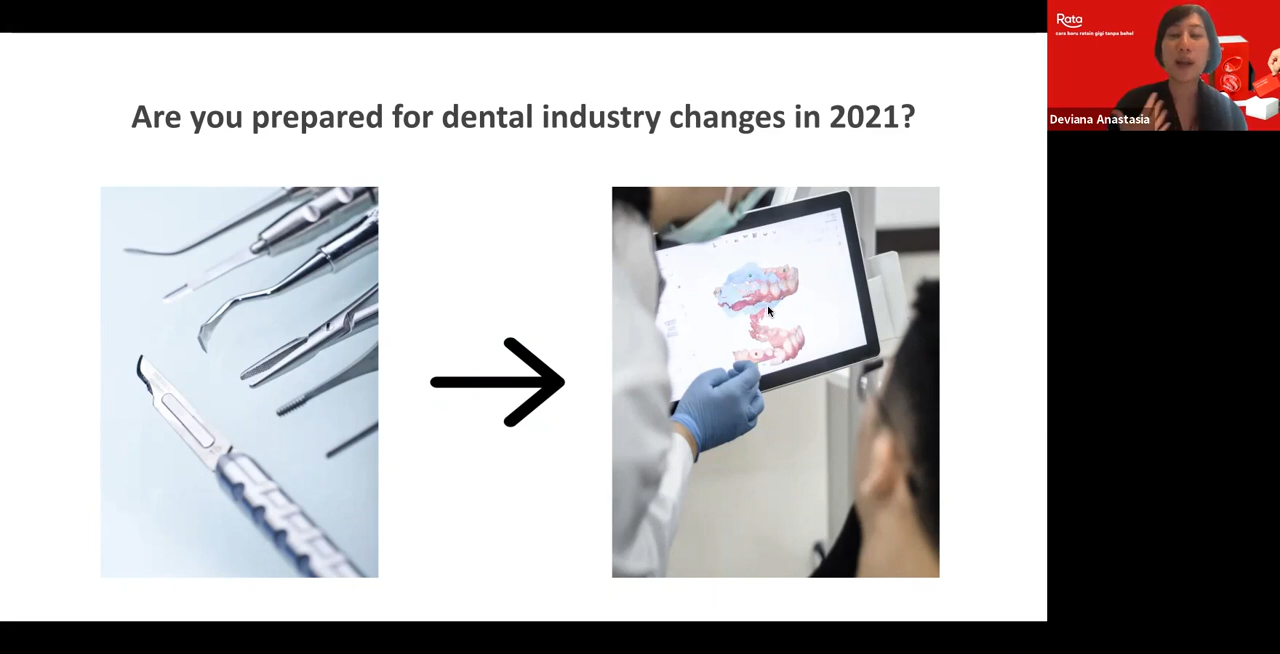 Are you prepared for dental industry changes in 2021?
Rata
cara baru ratain gigi tanpa behel
Deviana Anastasia